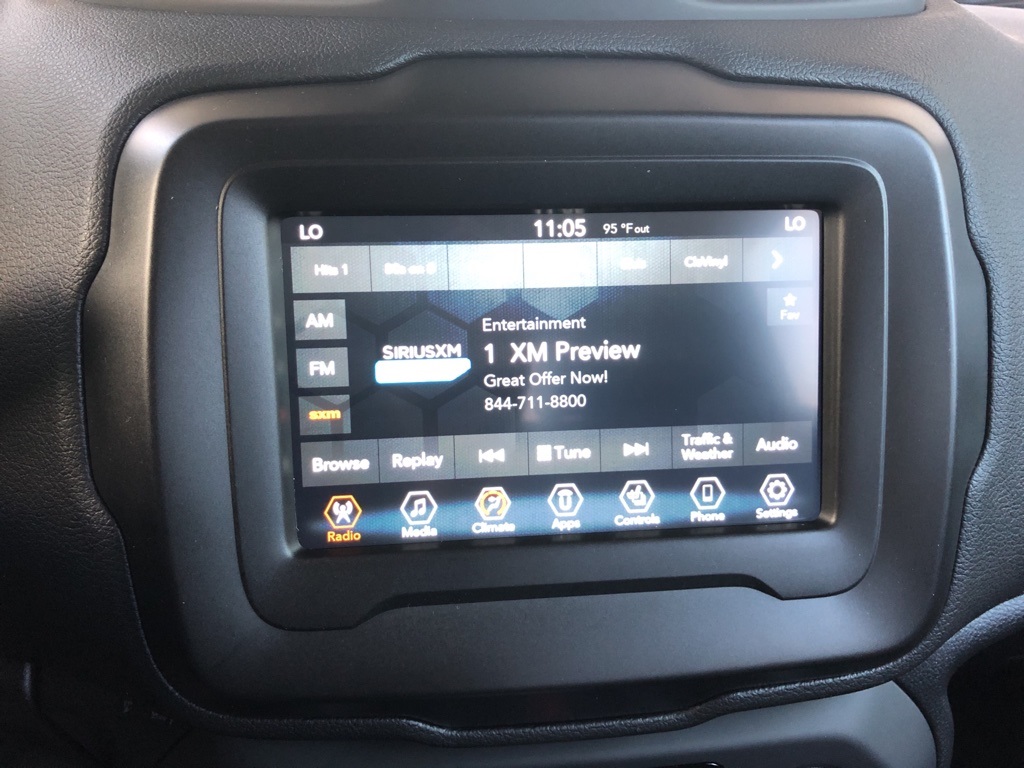 LO 11:05 95 °F out LO
Hits 1
AM
FM
sxm
SIRIUSXM
Entertainment
1 XM Preview
Great Offer Now!
844-711-8800
Fav
Browse Replay Tune Traffic & Weather Audio
Radio Media Climate Apps Controls Phone Settings